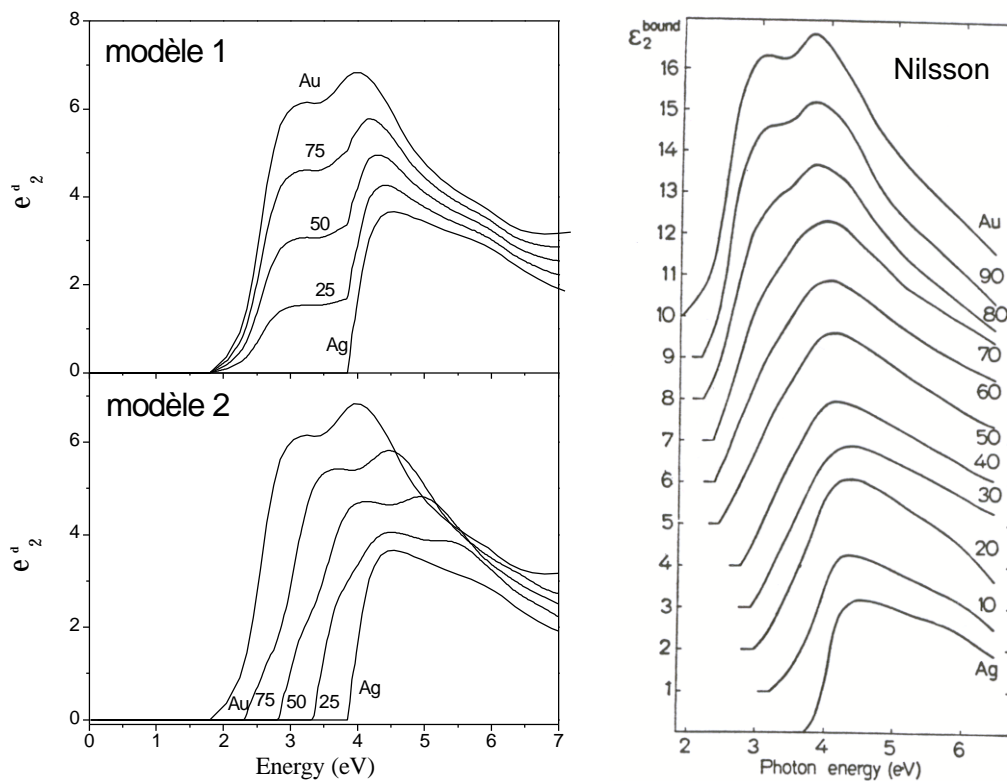 modèle 1
8
6
4
2
0
e d 2
Au
75
50
25
Ag
modèle 2
6
4
2
0
e d 2
Au
75
50
25
Ag
0 1 2 3 4 5 6 7
Energy (eV)
ε2 bound
Nilsson
16
15
14
13
12
11
10
9
8
7
6
5
4
3
2
1
Au
90
80
70
60
50
40
30
20
10
Ag
2 3 4 5 6
Photon energy (eV)